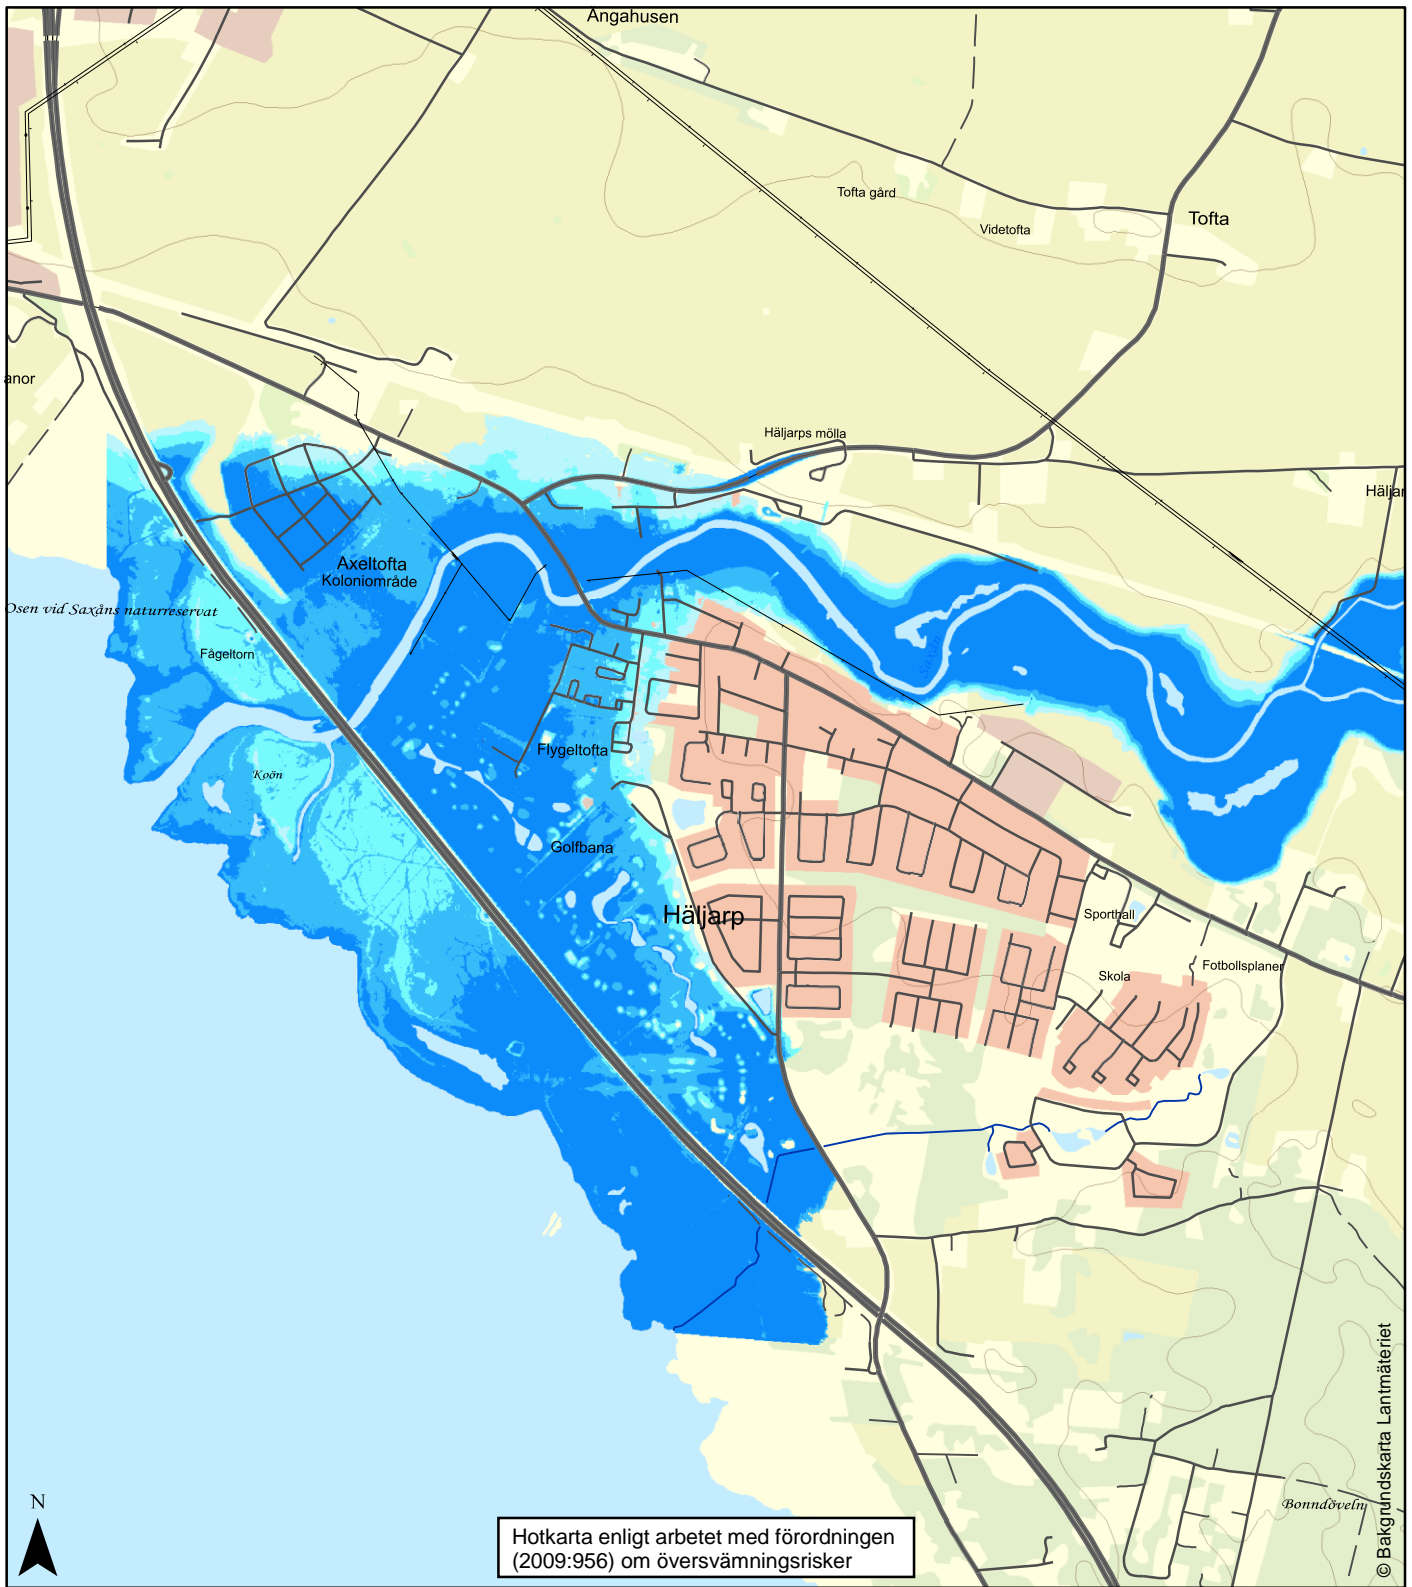 Angahusen
Tofta gård
Videtofta
Tofta
anor
Häljarps mölla
Häljar
Axeltofta
Koloniområde
Osen vid Saxåns naturreservat
Fågeltorn
Saxån
Koön
Flygeltofta
Golfbana
Häljarp
Sporthall
Skola
Fotbollsplaner
Bonndöveln
© Bakgrundskarta Lantmäteriet
N
Hotkarta enligt arbetet med förordningen
(2009:956) om översvämningsrisker